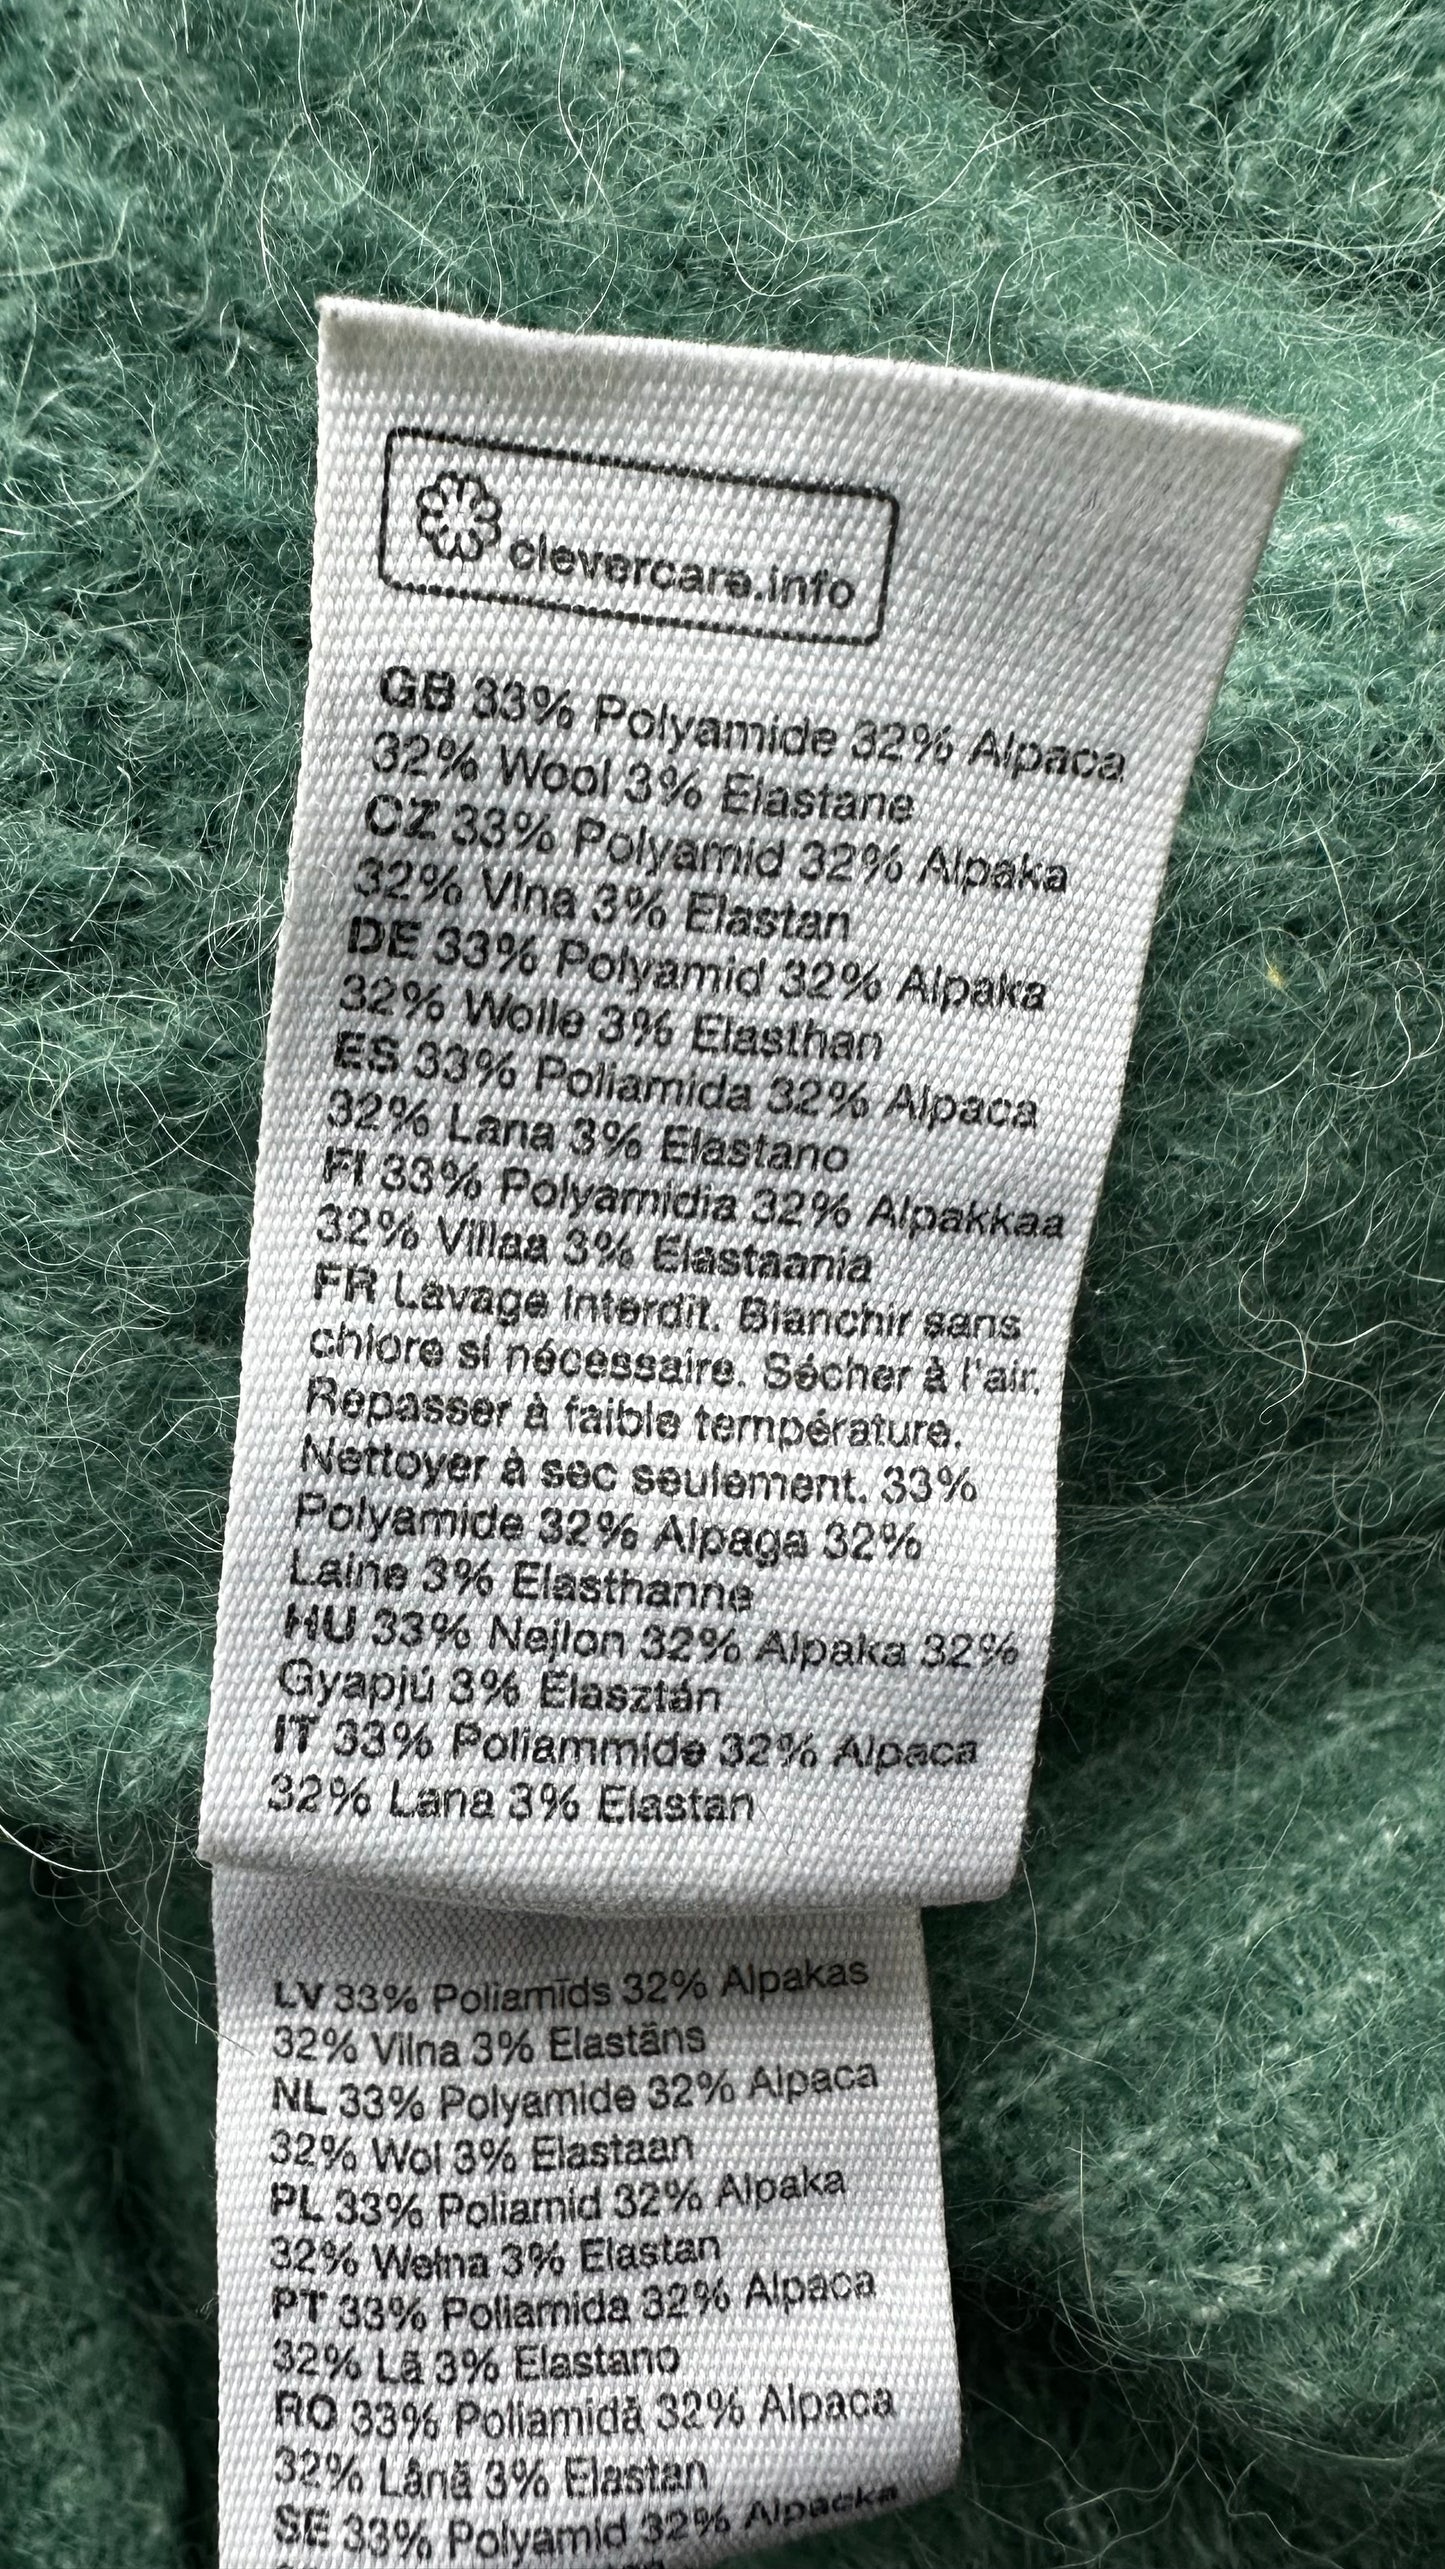 clevercare.info
GB 33% Polyamide 32% Alpaca
32% Wool 3% Elastane
CZ 33% Polyamid 32% Alpaka
32% Vlna 3% Elastan
DE 33% Polyamid 32% Alpaka
32% Wolle 3% Elasthan
ES 33% Poliamida 32% Alpaca
32% Lana 3% Elastano
FI 33% Polyamidia 32% Alpakkaa
32% Villaa 3% Elastaania
FR Lavage interdit. Blanchir sans
chlore si nécessaire. Sécher à l'air.
Repasser à faible température.
Nettoyer à sec seulement. 33%
Polyamide 32% Alpaga 32%
Laine 3% Elasthanne
HU 33% Nejlon 32% Alpaka 32%
Gyapjú 3% Elasztán
IT 33% Poliammide 32% Alpaca
32% Lana 3% Elastan
LV 33% Poliamīds 32% Alpakas
32% Vilna 3% Elastāns
NL 33% Polyamide 32% Alpaca
32% Wol 3% Elastaan
PL 33% Poliamid 32% Alpaka
32% Wełna 3% Elastan
PT 33% Poliamida 32% Alpaca
32% Lã 3% Elastano
RO 33% Poliamidă 32% Alpaca
32% Lână 3% Elastan
SE 33% Polyamid 32% Alpacka